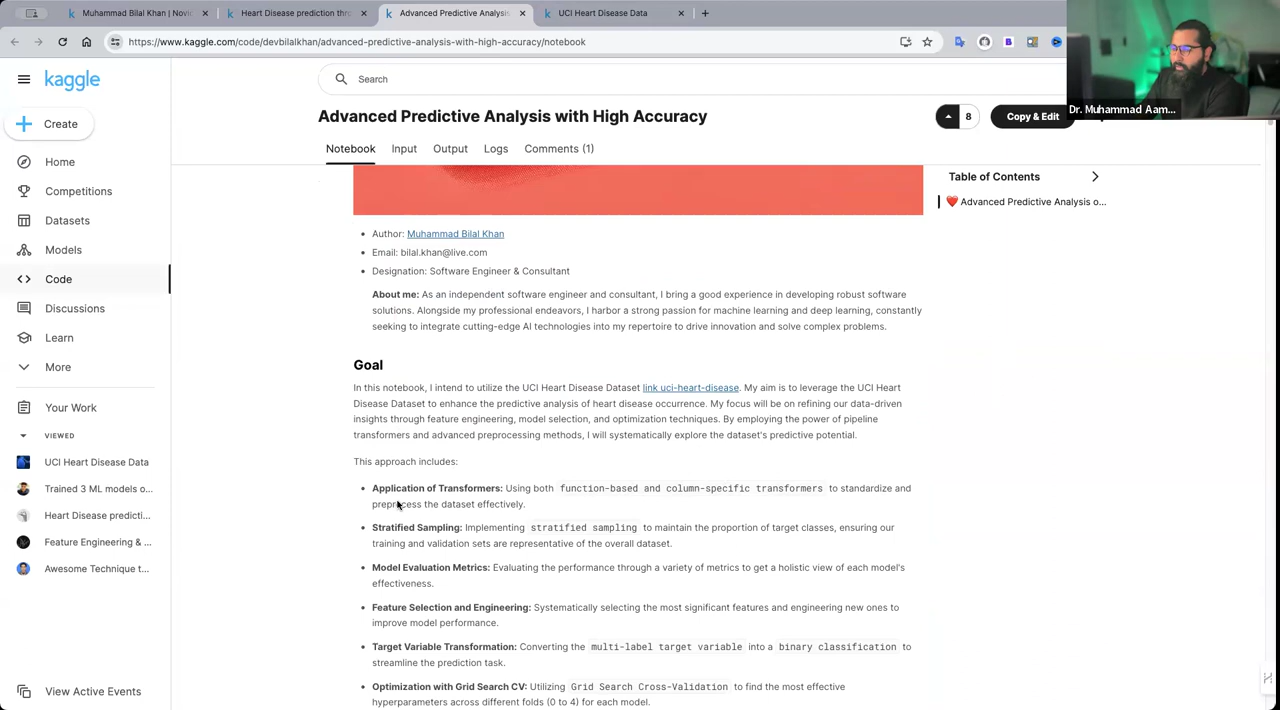 Muhammad Bilal Khan | Novic
Heart Disease prediction thro
Advanced Predictive Analysis
UCI Heart Disease Data
https://www.kaggle.com/code/devbilalkhan/advanced-predictive-analysis-with-high-accuracy/notebook
Dr. Muhammad Aam...
kaggle
Search
Create
Home
Competitions
Datasets
Models
Code
Discussions
Learn
More
Your Work
VIEWED
UCI Heart Disease Data
Trained 3 ML models o...
Heart Disease predicti...
Feature Engineering & ...
Awesome Technique t...
View Active Events
Advanced Predictive Analysis with High Accuracy
8
Copy & Edit
Notebook
Input
Output
Logs
Comments (1)
Table of Contents
❤️ Advanced Predictive Analysis o...
• Author: Muhammad Bilal Khan
• Email: bilal.khan@live.com
• Designation: Software Engineer & Consultant
About me: As an independent software engineer and consultant, I bring a good experience in developing robust software
solutions. Alongside my professional endeavors, I harbor a strong passion for machine learning and deep learning, constantly
seeking to integrate cutting-edge AI technologies into my repertoire to drive innovation and solve complex problems.
Goal
In this notebook, I intend to utilize the UCI Heart Disease Dataset link uci-heart-disease. My aim is to leverage the UCI Heart
Disease Dataset to enhance the predictive analysis of heart disease occurrence. My focus will be on refining our data-driven
insights through feature engineering, model selection, and optimization techniques. By employing the power of pipeline
transformers and advanced preprocessing methods, I will systematically explore the dataset's predictive potential.
This approach includes:
• Application of Transformers: Using both function-based and column-specific transformers to standardize and
preprocess the dataset effectively.
• Stratified Sampling: Implementing stratified sampling to maintain the proportion of target classes, ensuring our
training and validation sets are representative of the overall dataset.
• Model Evaluation Metrics: Evaluating the performance through a variety of metrics to get a holistic view of each model's
effectiveness.
• Feature Selection and Engineering: Systematically selecting the most significant features and engineering new ones to
improve model performance.
• Target Variable Transformation: Converting the multi-label target variable into a binary classification to
streamline the prediction task.
• Optimization with Grid Search CV: Utilizing Grid Search Cross-Validation to find the most effective
hyperparameters across different folds (0 to 4) for each model.